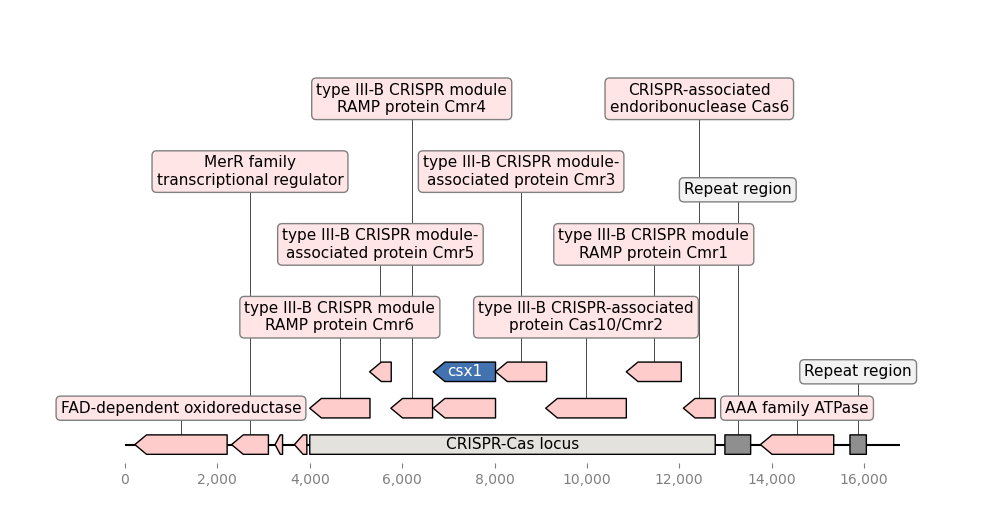 type III-B CRISPR module
RAMP protein Cmr4
CRISPR-associated
endoribonuclease Cas6
MerR family
transcriptional regulator
type III-B CRISPR module-
associated protein Cmr3
Repeat region
type III-B CRISPR module-
associated protein Cmr5
type III-B CRISPR module
RAMP protein Cmr1
type III-B CRISPR module
RAMP protein Cmr6
type III-B CRISPR-associated
protein Cas10/Cmr2
csx1
Repeat region
FAD-dependent oxidoreductase
AAA family ATPase
CRISPR-Cas locus
0 2,000 4,000 6,000 8,000 10,000 12,000 14,000 16,000